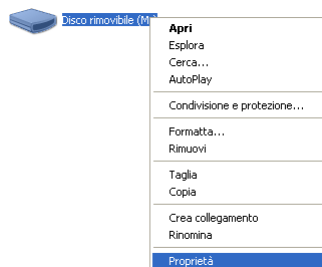 Disco rimovibile (M:)
Apri
Esplora
Cerca...
AutoPlay
Condivisione e protezione...
Formatta...
Rimuovi
Taglia
Copia
Crea collegamento
Rinomina
Proprietà